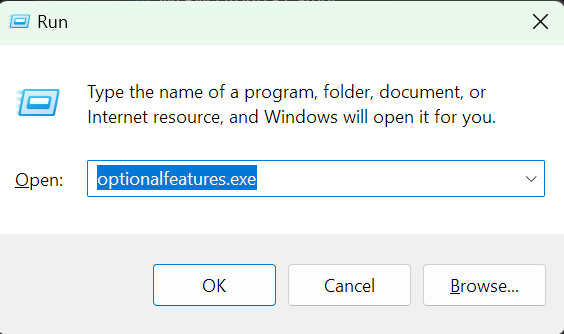 Run
Type the name of a program, folder, document, or
Internet resource, and Windows will open it for you.
Open: optionalfeatures.exe
OK Cancel Browse...